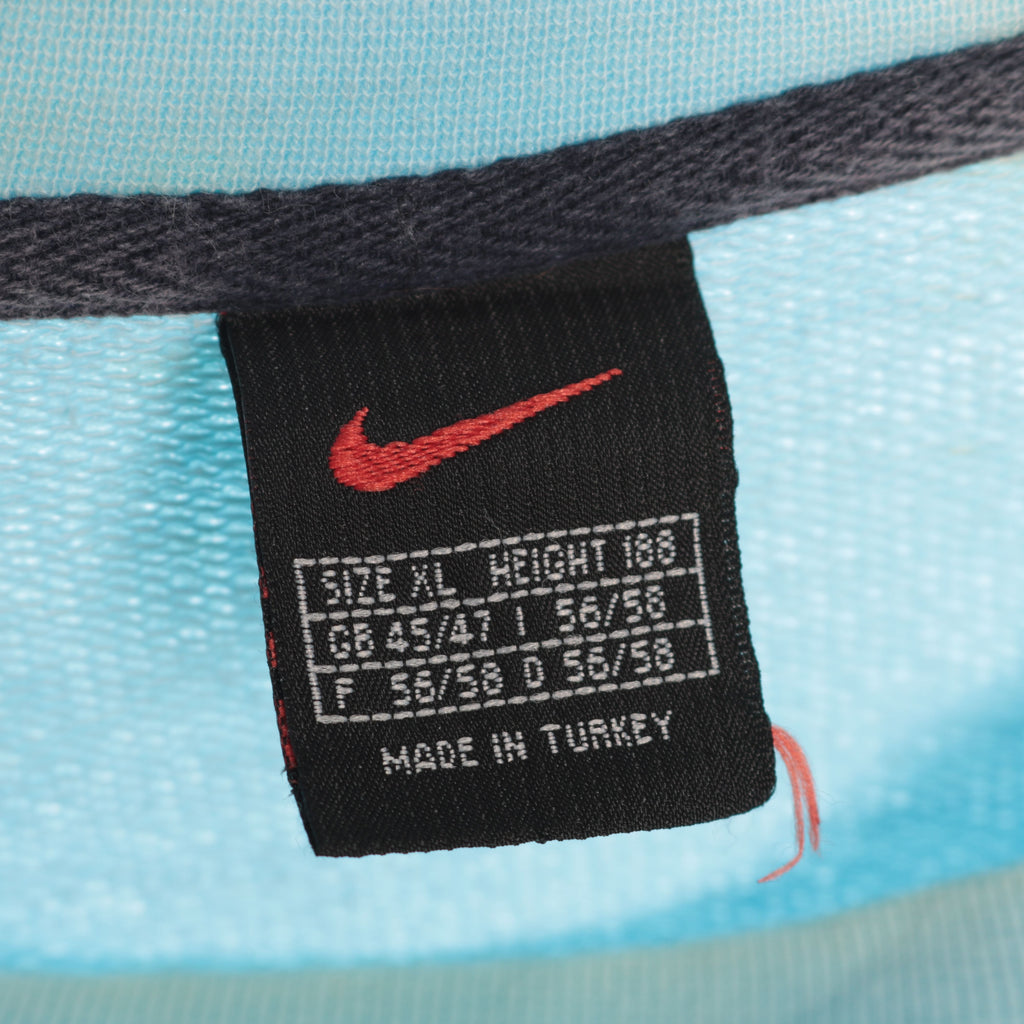 SIZE XL HEIGHT 188
GB 45/47 I 56/58
F 56/58 D 56/58
MADE IN TURKEY